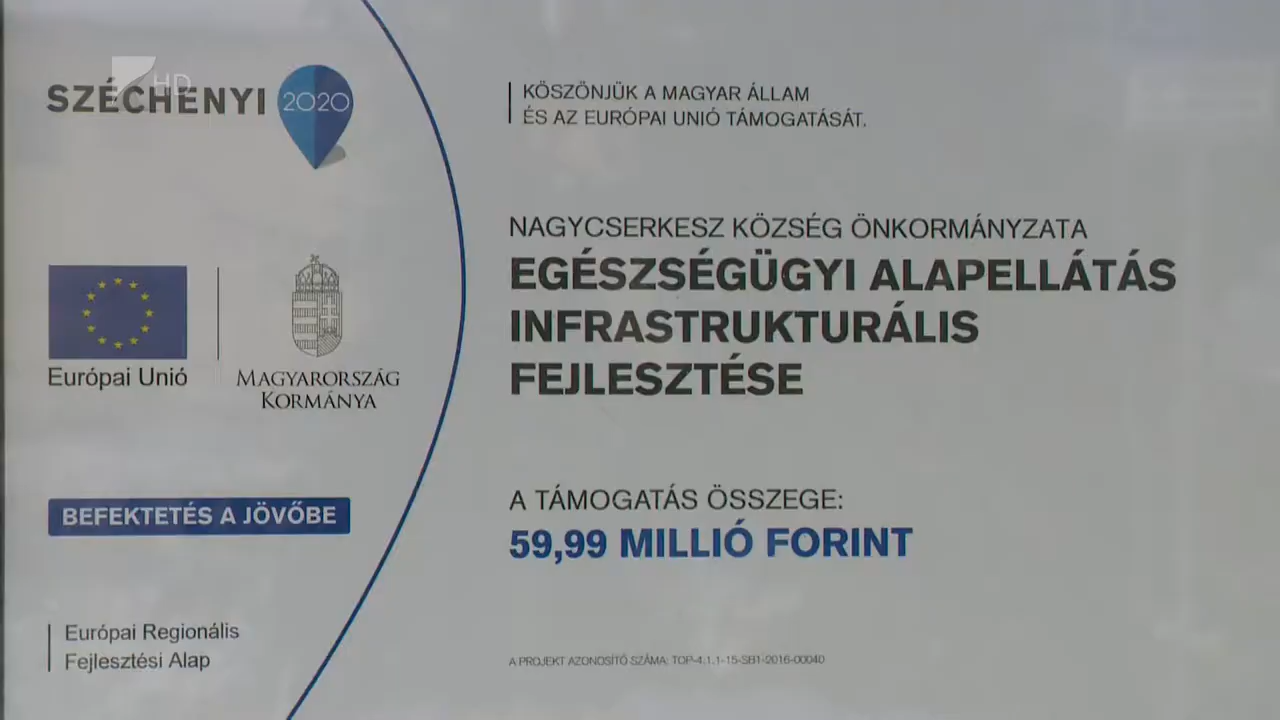 SZÉCHENYI 2020
HD
KÖSZÖNJÜK A MAGYAR ÁLLAM
ÉS AZ EURÓPAI UNIÓ TÁMOGATÁSÁT.
NAGYCSERKESZ KÖZSÉG ÖNKORMÁNYZATA
EGÉSZSÉGÜGYI ALAPELLÁTÁS
INFRASTRUKTURÁLIS
FEJLESZTÉSE
Európai Unió
MAGYARORSZÁG
KORMÁNYA
A TÁMOGATÁS ÖSSZEGE:
59,99 MILLIÓ FORINT
BEFEKTETÉS A JÖVŐBE
Európai Regionális
Fejlesztési Alap
A PROJEKT AZONOSÍTÓ SZÁMA: TOP-4.1.1-15-SB1-2016-00040